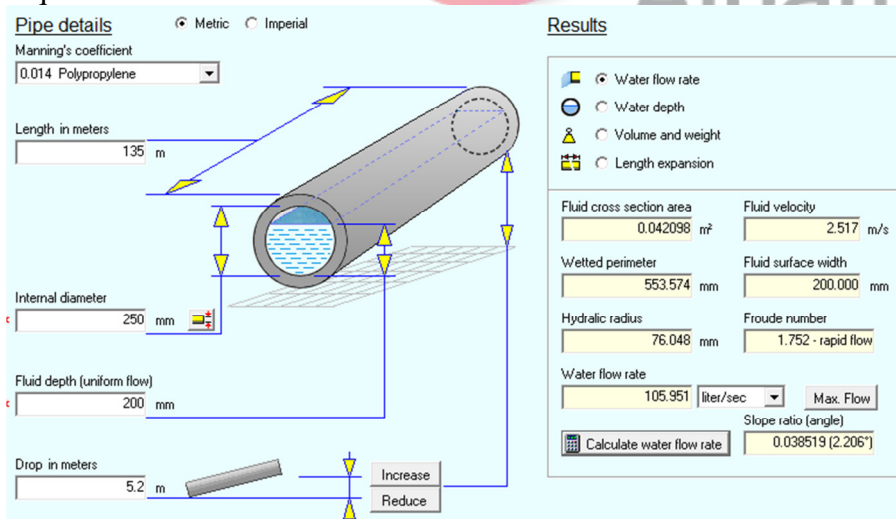 Pipe details
Metric
Imperial
Manning's coefficient
0.014 Polypropylene
Length in meters
135 m
Internal diameter
250 mm
Fluid depth (uniform flow)
200 mm
Drop in meters
5.2 m
Increase
Reduce
Results
Water flow rate
Water depth
Volume and weight
Length expansion
Fluid cross section area
Fluid velocity
0.042098 m²
2.517 m/s
Wetted perimeter
Fluid surface width
553.574 mm
200.000 mm
Hydralic radius
Froude number
76.048 mm
1.752 - rapid flow
Water flow rate
105.951 liter/sec
Max. Flow
Slope ratio (angle)
Calculate water flow rate
0.038519 (2.206°)